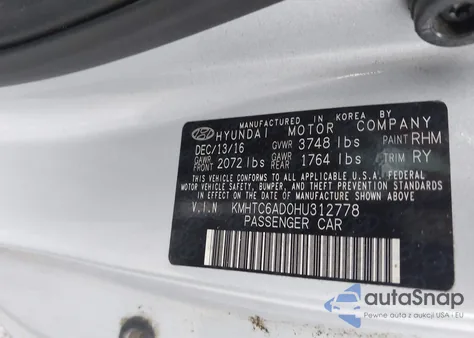 MANUFACTURED IN KOREA BY
HYUNDAI MOTOR COMPANY
DEC/13/16 GVWR 3748 lbs PAINT RHM
GAWR FRONT 2072 lbs GAWR REAR 1764 lbs TRIM RY
THIS VEHICLE CONFORMS TO ALL APPLICABLE U.S.A. FEDERAL
MOTOR VEHICLE SAFETY, BUMPER, AND THEFT PREVENTION
STANDARDS IN EFFECT ON THE DATE OF MANUFACTURE SHOWN ABOVE.
V.I.N KMHTC6AD0HU312778
PASSENGER CAR
autoSnap
Pewne auta z aukcji USA - EU